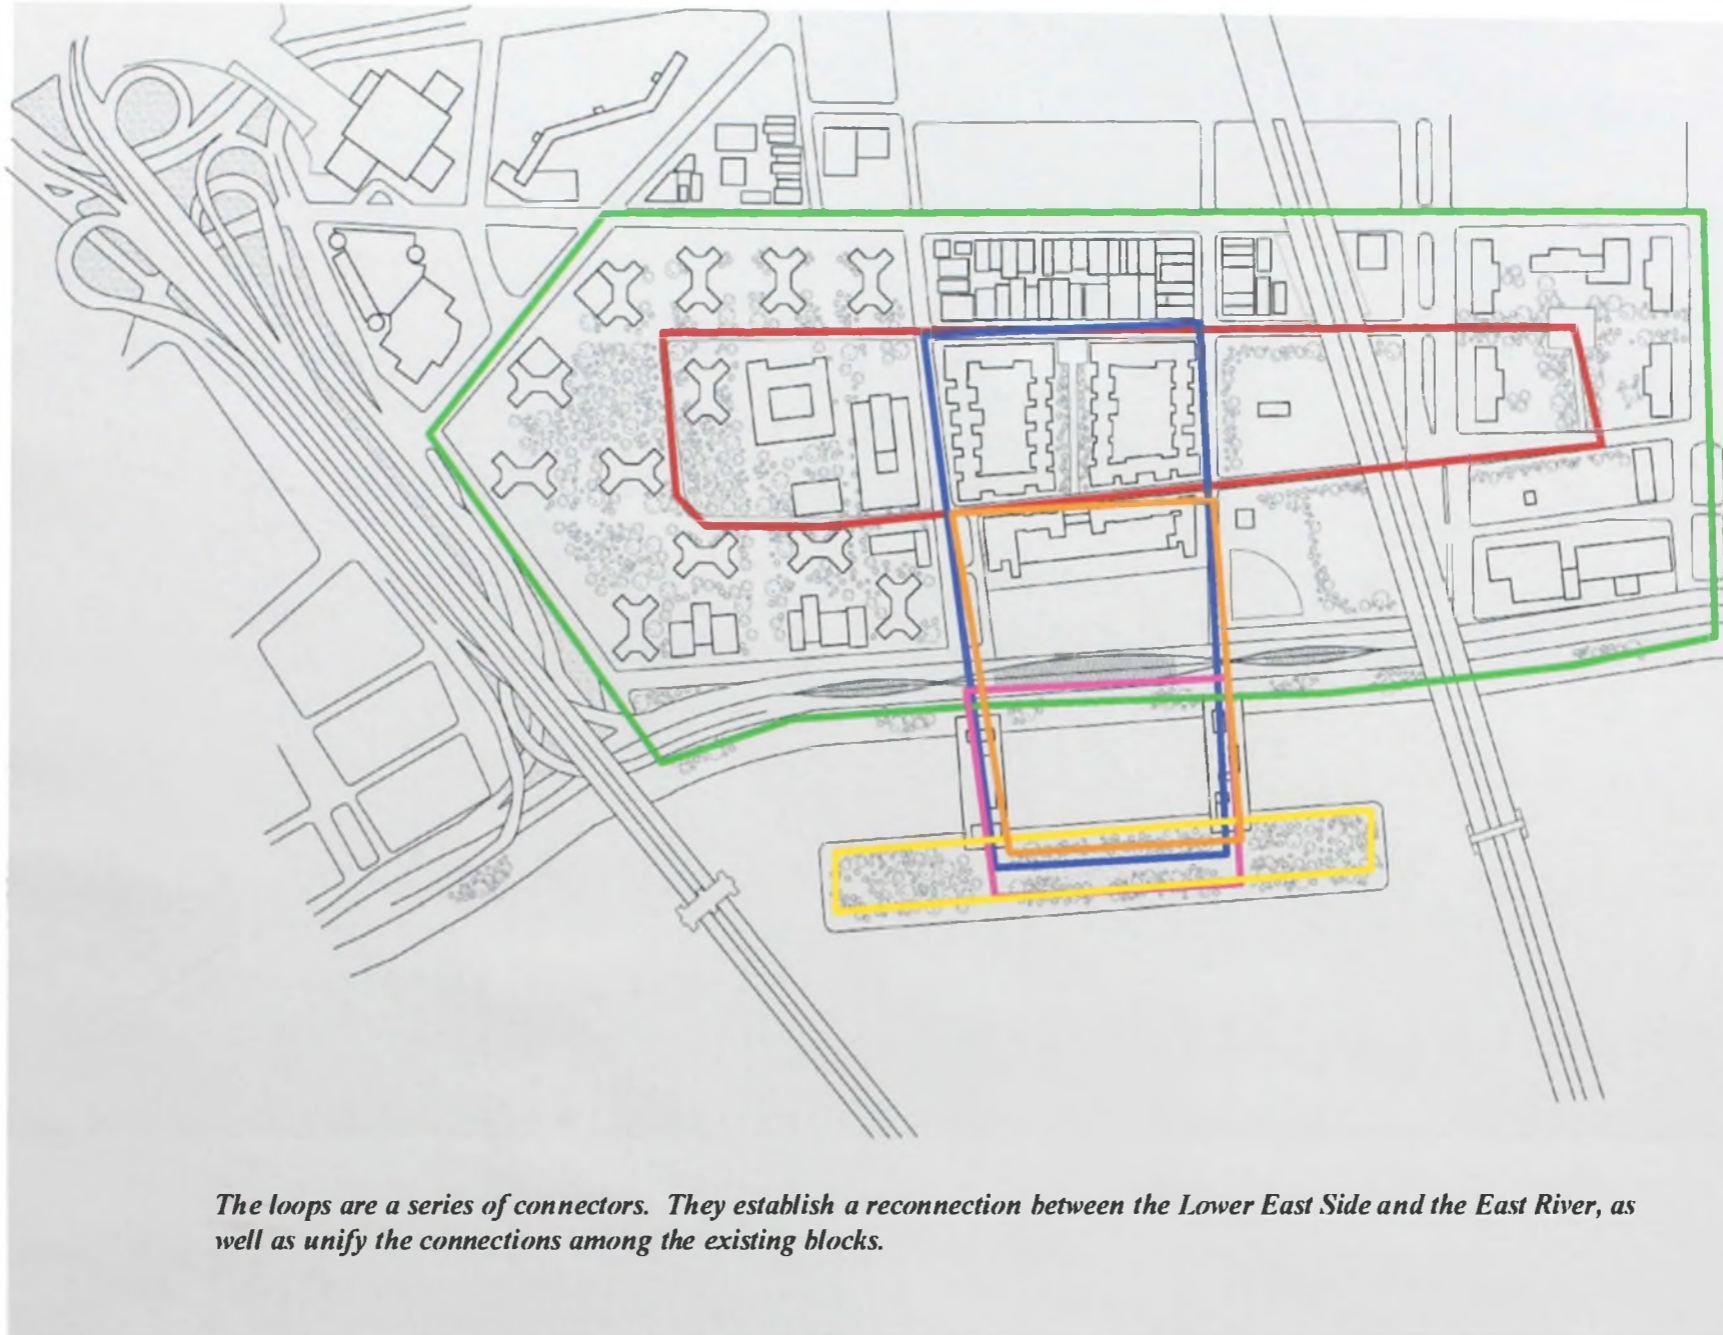 The loops are a series of connectors.  They establish a reconnection between the Lower East Side and the East River, as
well as unify the connections among the existing blocks.